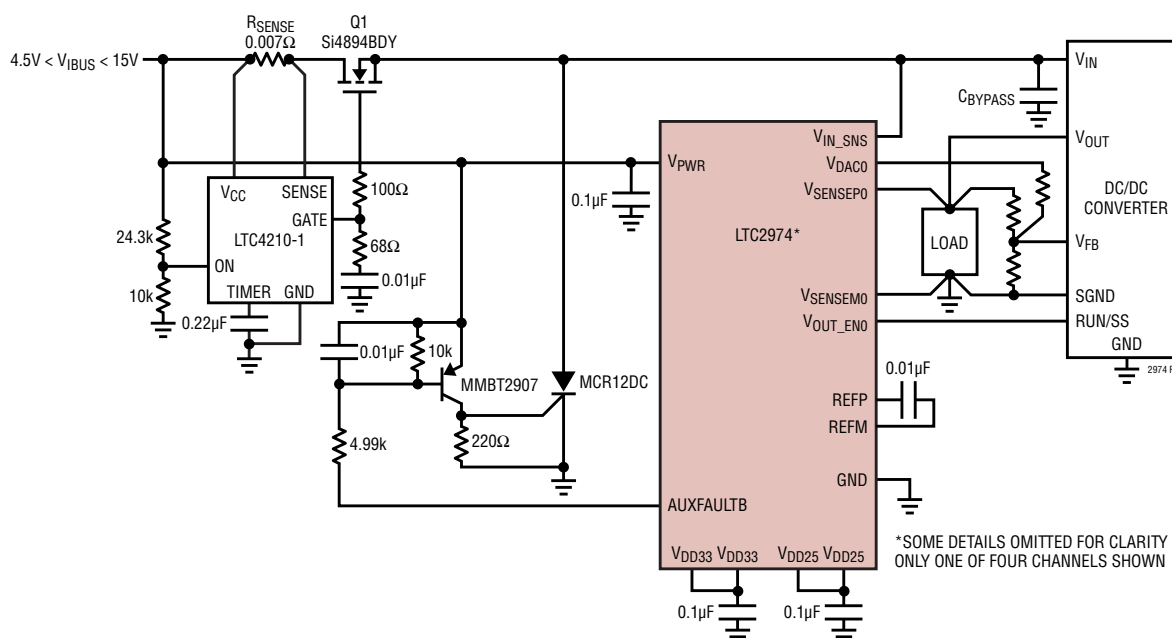 4.5V < VIBUS < 15V
RSENSE
0.007Ω
Q1
Si4894BDY
VCC
SENSE
GATE
LTC4210-1
ON
TIMER
GND
24.3k
10k
0.22µF
100Ω
68Ω
0.01µF
0.01µF
10k
MMBT2907
4.99k
220Ω
MCR12DC
0.1µF
VPWR
LTC2974*
AUXFAULTB
VIN_SNS
VDAC0
VSENSEP0
VSENSEM0
VOUT_EN0
REFP
REFM
GND
VDD33 VDD33
VDD25 VDD25
0.1µF
0.1µF
0.01µF
LOAD
CBYPASS
VIN
VOUT
DC/DC
CONVERTER
VFB
SGND
RUN/SS
GND
2974 F
*SOME DETAILS OMITTED FOR CLARITY
ONLY ONE OF FOUR CHANNELS SHOWN